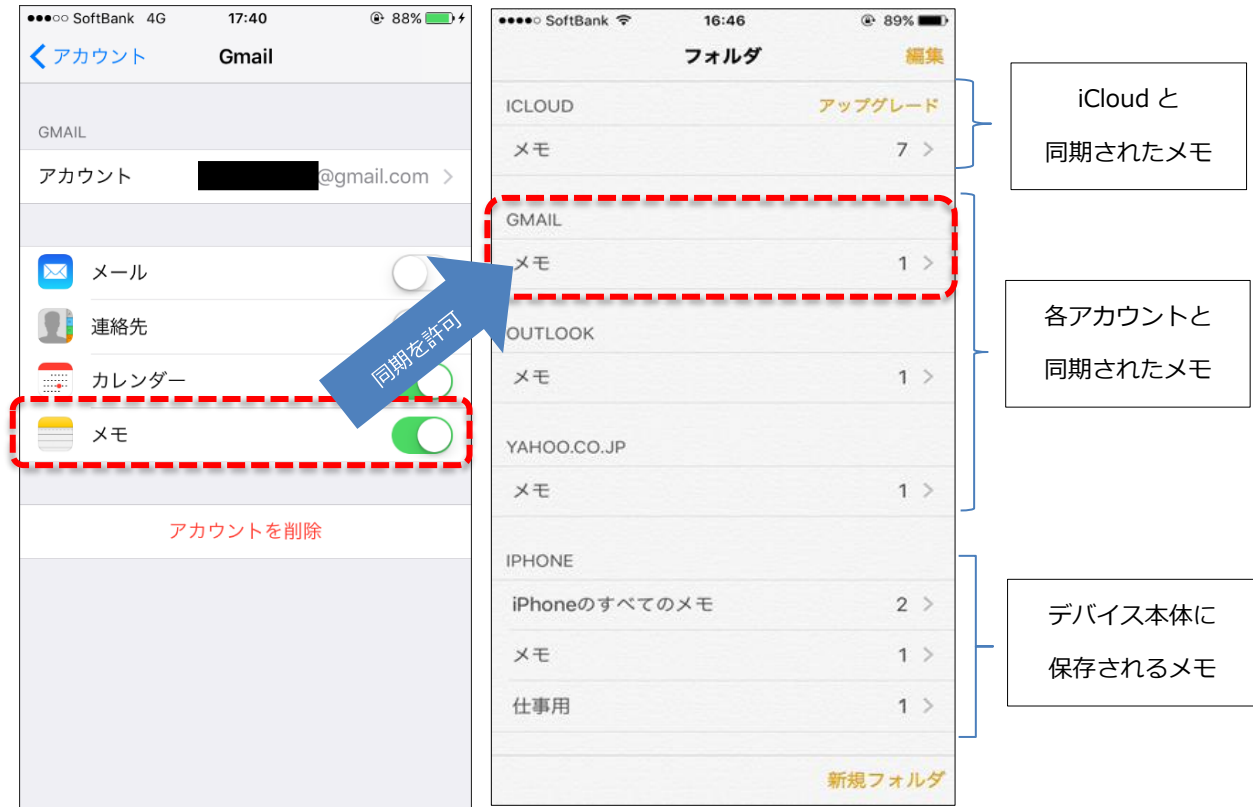 SoftBank 4G 17:40 88%
アカウント Gmail
GMAIL
アカウント @gmail.com
メール
連絡先
カレンダー
メモ
アカウントを削除
同期を許可
SoftBank 16:46 89%
フォルダ 編集
ICLOUD アップグレード
メモ 7
GMAIL
メモ 1
OUTLOOK
メモ 1
YAHOO.CO.JP
メモ 1
IPHONE
iPhoneのすべてのメモ 2
メモ 1
仕事用 1
新規フォルダ
iCloud と
同期されたメモ
各アカウントと
同期されたメモ
デバイス本体に
保存されるメモ